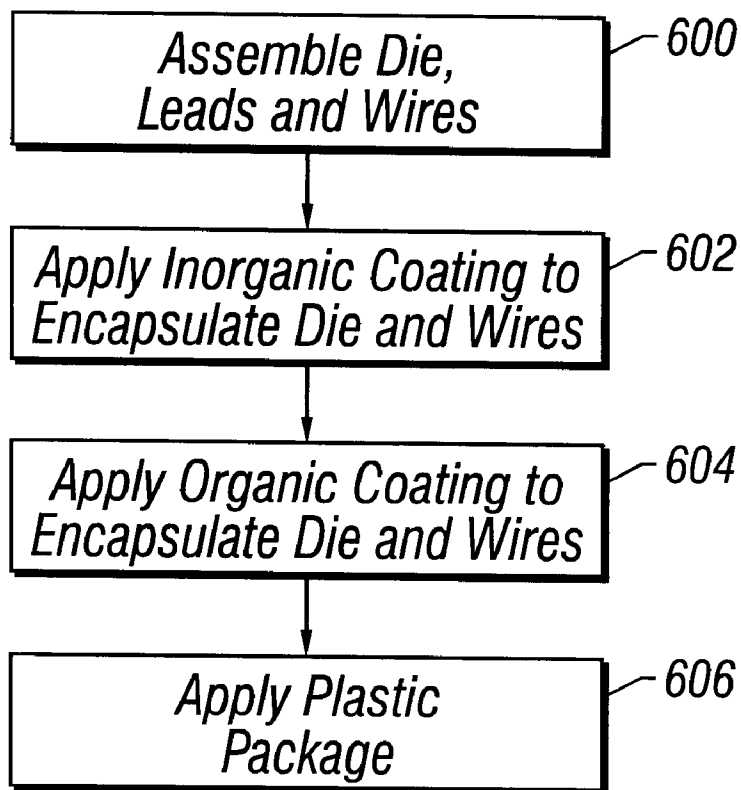 Assemble Die,
Leads and Wires
600
Apply Inorganic Coating to
Encapsulate Die and Wires
602
Apply Organic Coating to
Encapsulate Die and Wires
604
Apply Plastic
Package
606